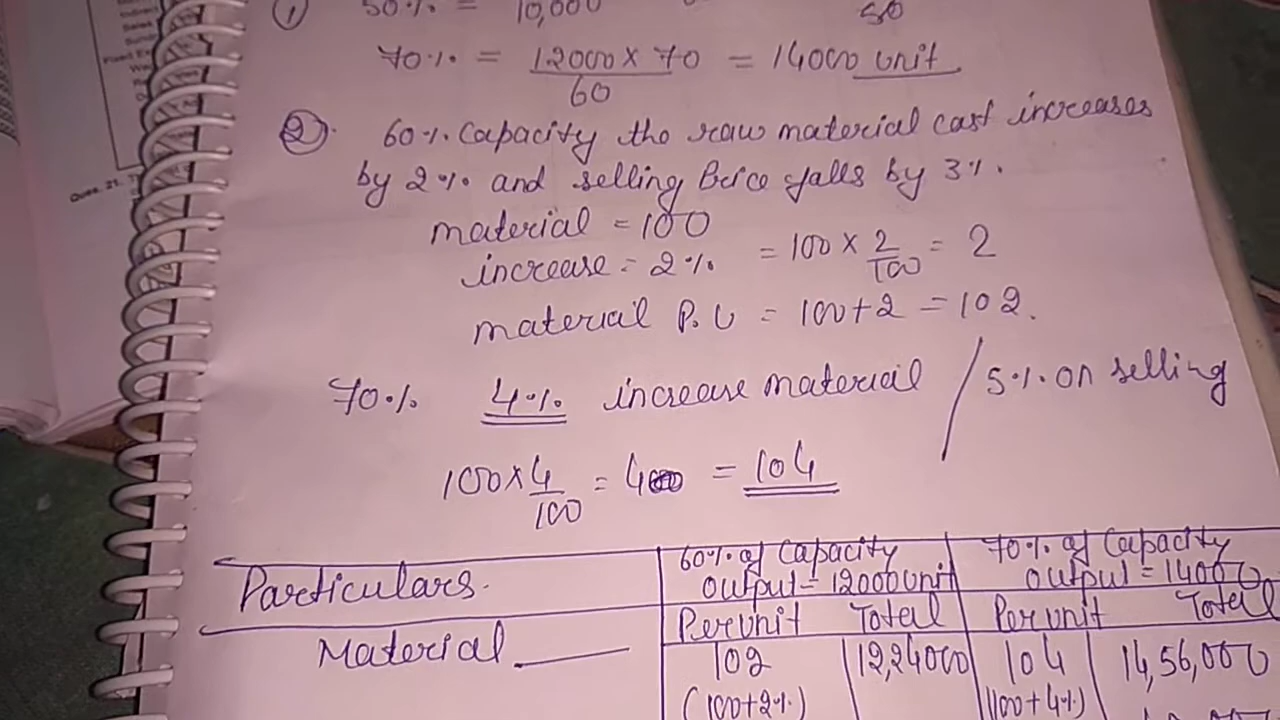 ① 50% = 10,000
50
70% = 12000 × 70 = 14000 unit
60
② 60% Capacity the raw material cast increases
by 2% and selling Price falls by 3%.
material = 100
increase = 2% = 100 × 2/100 = 2
material P.U = 100+2 = 102.
70% 4% increase material / 5% on selling
100×4/100 = 4 = 104
Particulars.
60% of Capacity
output = 12000 unit
70% of Capacity
output = 14000
Per unit Total Per unit Total
Material 102 12,24000 104 14,56,000
(100+2%) (100+4%)
Ques. 21.